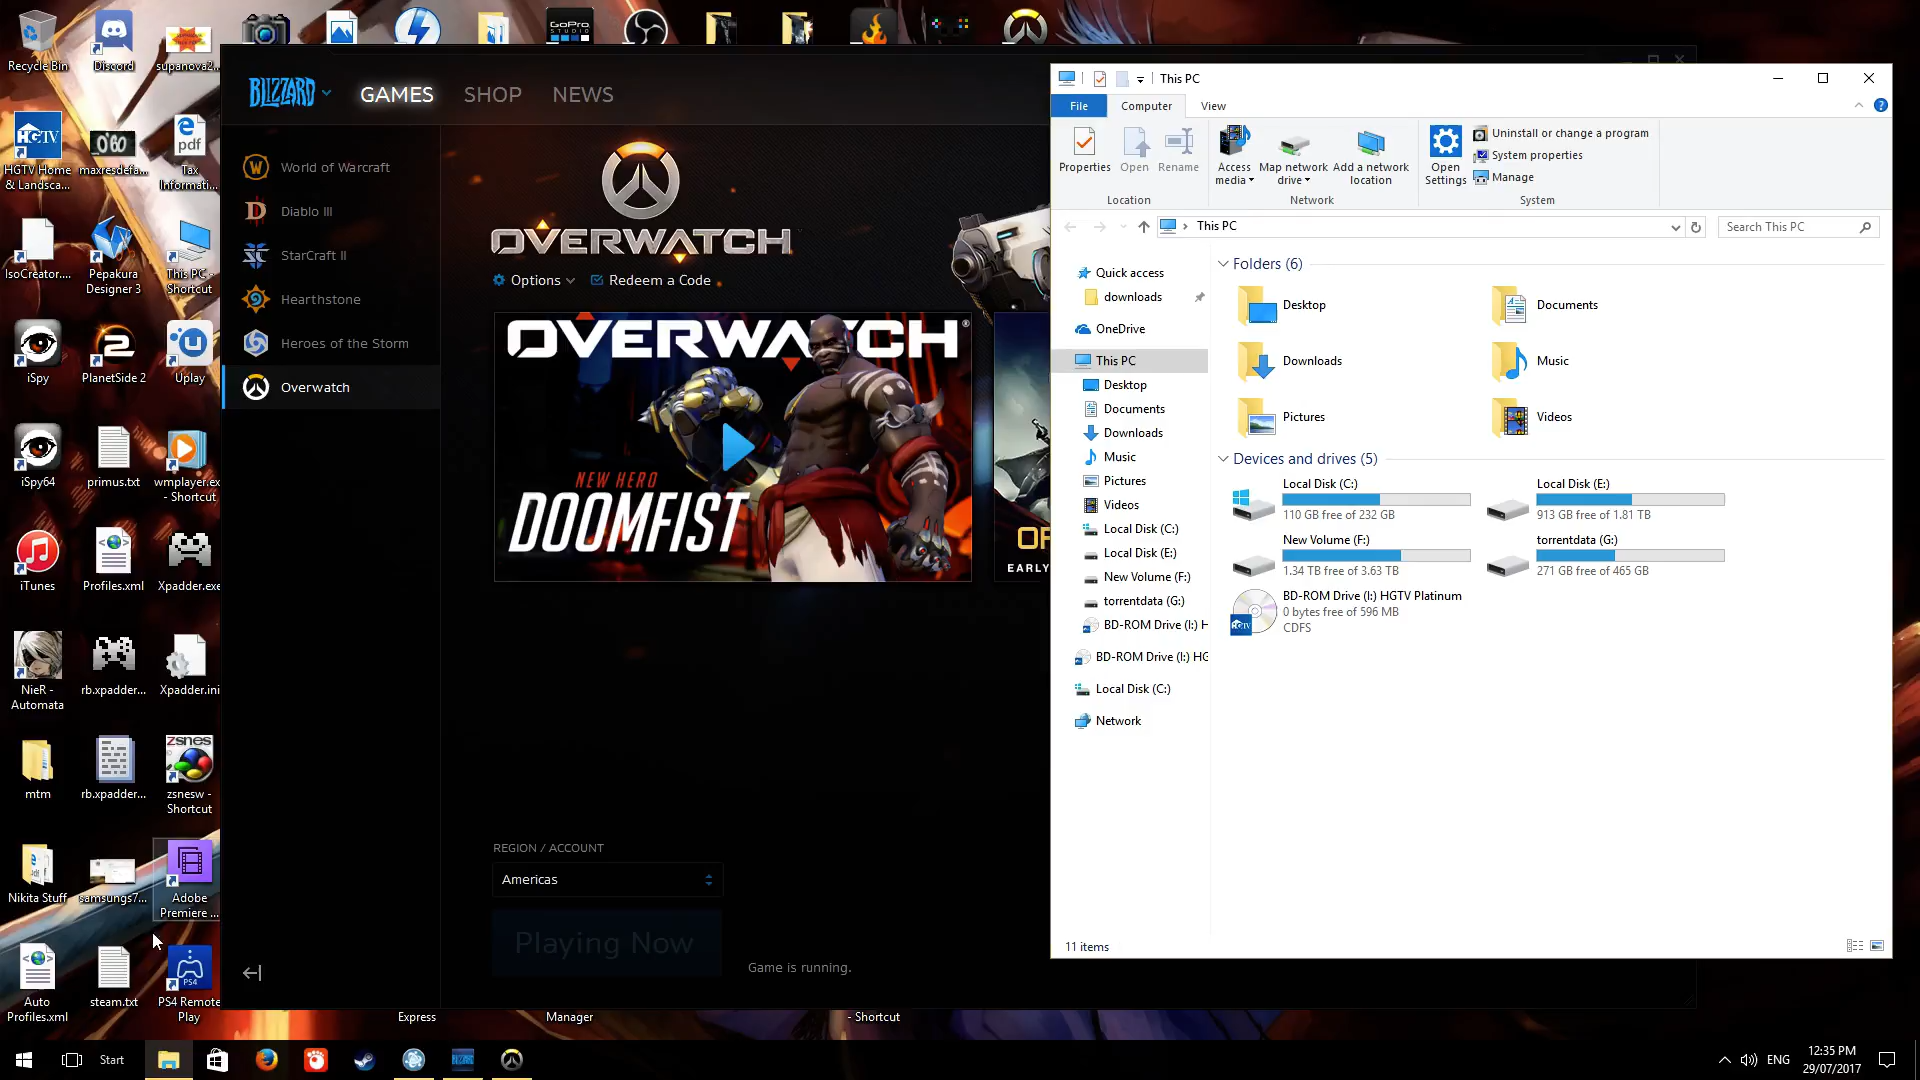 Recycle Bin
Discord
supanova2...
GoPro
STUDIO
HGTV Home
& Landsca...
maxresdefa...
Tax
Informati...
IsoCreator....
Pepakura
Designer 3
This PC -
Shortcut
iSpy
PlanetSide 2
Uplay
iSpy64
primus.txt
wmplayer.ex
- Shortcut
iTunes
Profiles.xml
Xpadder.exe
NieR -
Automata
rb.xpadder...
Xpadder.ini
mtm
rb.xpadder...
zsnesw -
Shortcut
Nikita Stuff
samsungs7...
Adobe
Premiere ...
Auto
Profiles.xml
steam.txt
PS4 Remote
Play
Express
Manager
- Shortcut
BLIZZARD
GAMES
SHOP
NEWS
World of Warcraft
Diablo III
StarCraft II
Hearthstone
Heroes of the Storm
Overwatch
OVERWATCH
Options
Redeem a Code
OVERWATCH
NEW HERO
DOOMFIST
OF
EARLY
REGION / ACCOUNT
Americas
Playing Now
Game is running.
This PC
File
Computer
View
Properties
Open
Rename
Location
Access
media
Map network
drive
Add a network
location
Network
Open
Settings
Uninstall or change a program
System properties
Manage
System
This PC
Search This PC
Quick access
downloads
OneDrive
This PC
Desktop
Documents
Downloads
Music
Pictures
Videos
Local Disk (C:)
Local Disk (E:)
New Volume (F:)
torrentdata (G:)
BD-ROM Drive (I:) H
BD-ROM Drive (I:) HG
Local Disk (C:)
Network
Folders (6)
Desktop
Documents
Downloads
Music
Pictures
Videos
Devices and drives (5)
Local Disk (C:)
110 GB free of 232 GB
Local Disk (E:)
913 GB free of 1.81 TB
New Volume (F:)
1.34 TB free of 3.63 TB
torrentdata (G:)
271 GB free of 465 GB
BD-ROM Drive (I:) HGTV Platinum
0 bytes free of 596 MB
CDFS
11 items
Start
ENG
12:35 PM
29/07/2017